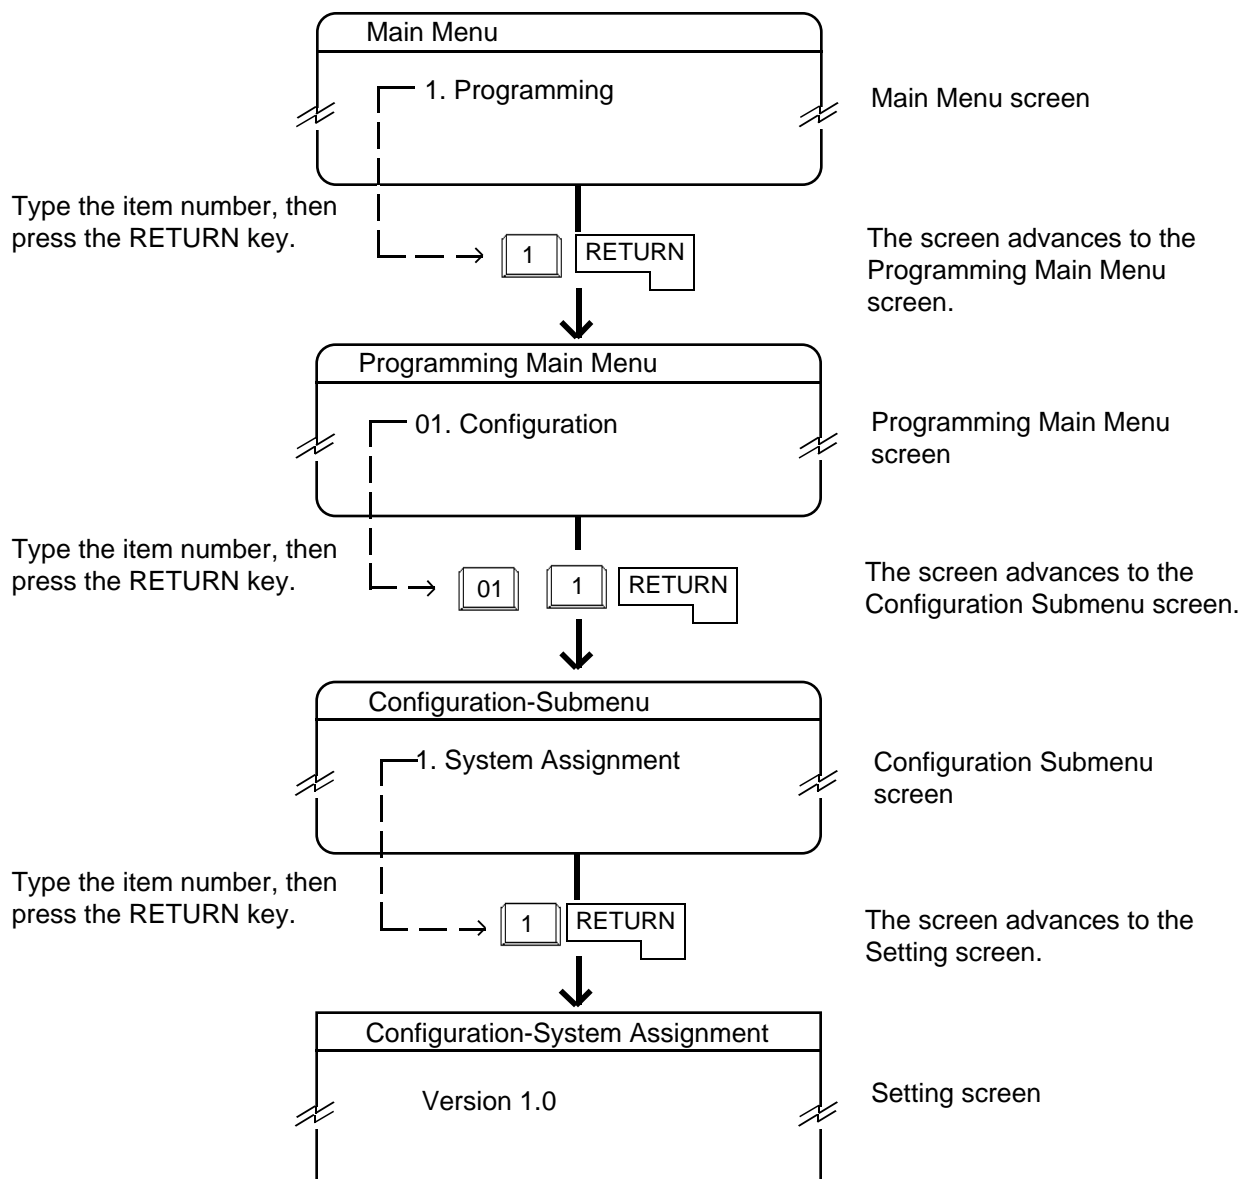 Main Menu
1. Programming
Main Menu screen
Type the item number, then
press the RETURN key.
1
RETURN
The screen advances to the
Programming Main Menu
screen.
Programming Main Menu
01. Configuration
Programming Main Menu
screen
Type the item number, then
press the RETURN key.
01
1
RETURN
The screen advances to the
Configuration Submenu screen.
Configuration-Submenu
1. System Assignment
Configuration Submenu
screen
Type the item number, then
press the RETURN key.
1
RETURN
The screen advances to the
Setting screen.
Configuration-System Assignment
Version 1.0
Setting screen